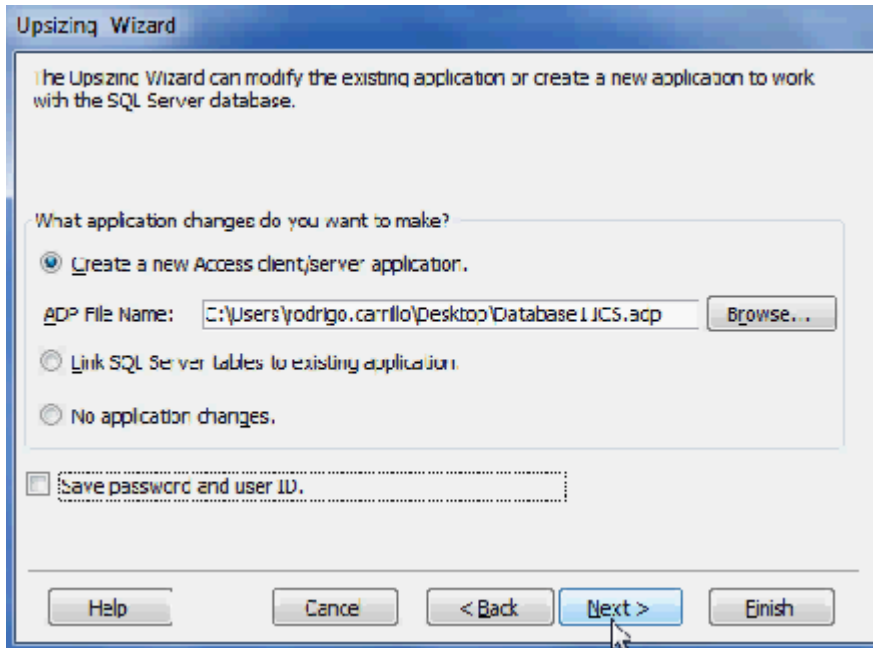 Upsizing Wizard
The Upsizing Wizard can modify the existing application or create a new application to work
with the SQL Server database.
What application changes do you want to make?
Create a new Access client/server application.
ADP File Name: C:\Users\rodrigo.carrillo\Desktop\Database11CS.adp Browse...
Link SQL Server tables to existing application.
No application changes.
Save password and user ID.
Help Cancel < Back Next > Finish